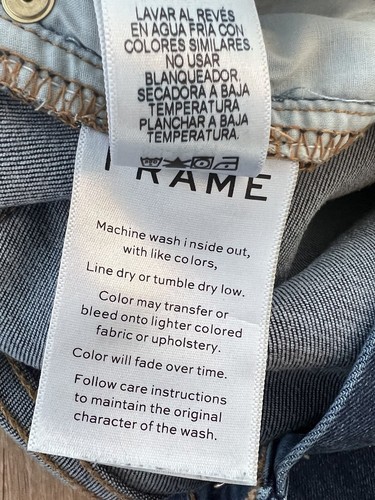 LAVAR AL REVÉS
EN AGUA FRÍA CON
COLORES SIMILARES.
NO USAR
BLANQUEADOR.
SECADORA A BAJA
TEMPERATURA
PLANCHAR A BAJA
TEMPERATURA.
FRAME
Machine wash inside out,
with like colors,
Line dry or tumble dry low.
Color may transfer or
bleed onto lighter colored
fabric or upholstery.
Color will fade over time.
Follow care instructions
to maintain the original
character of the wash.